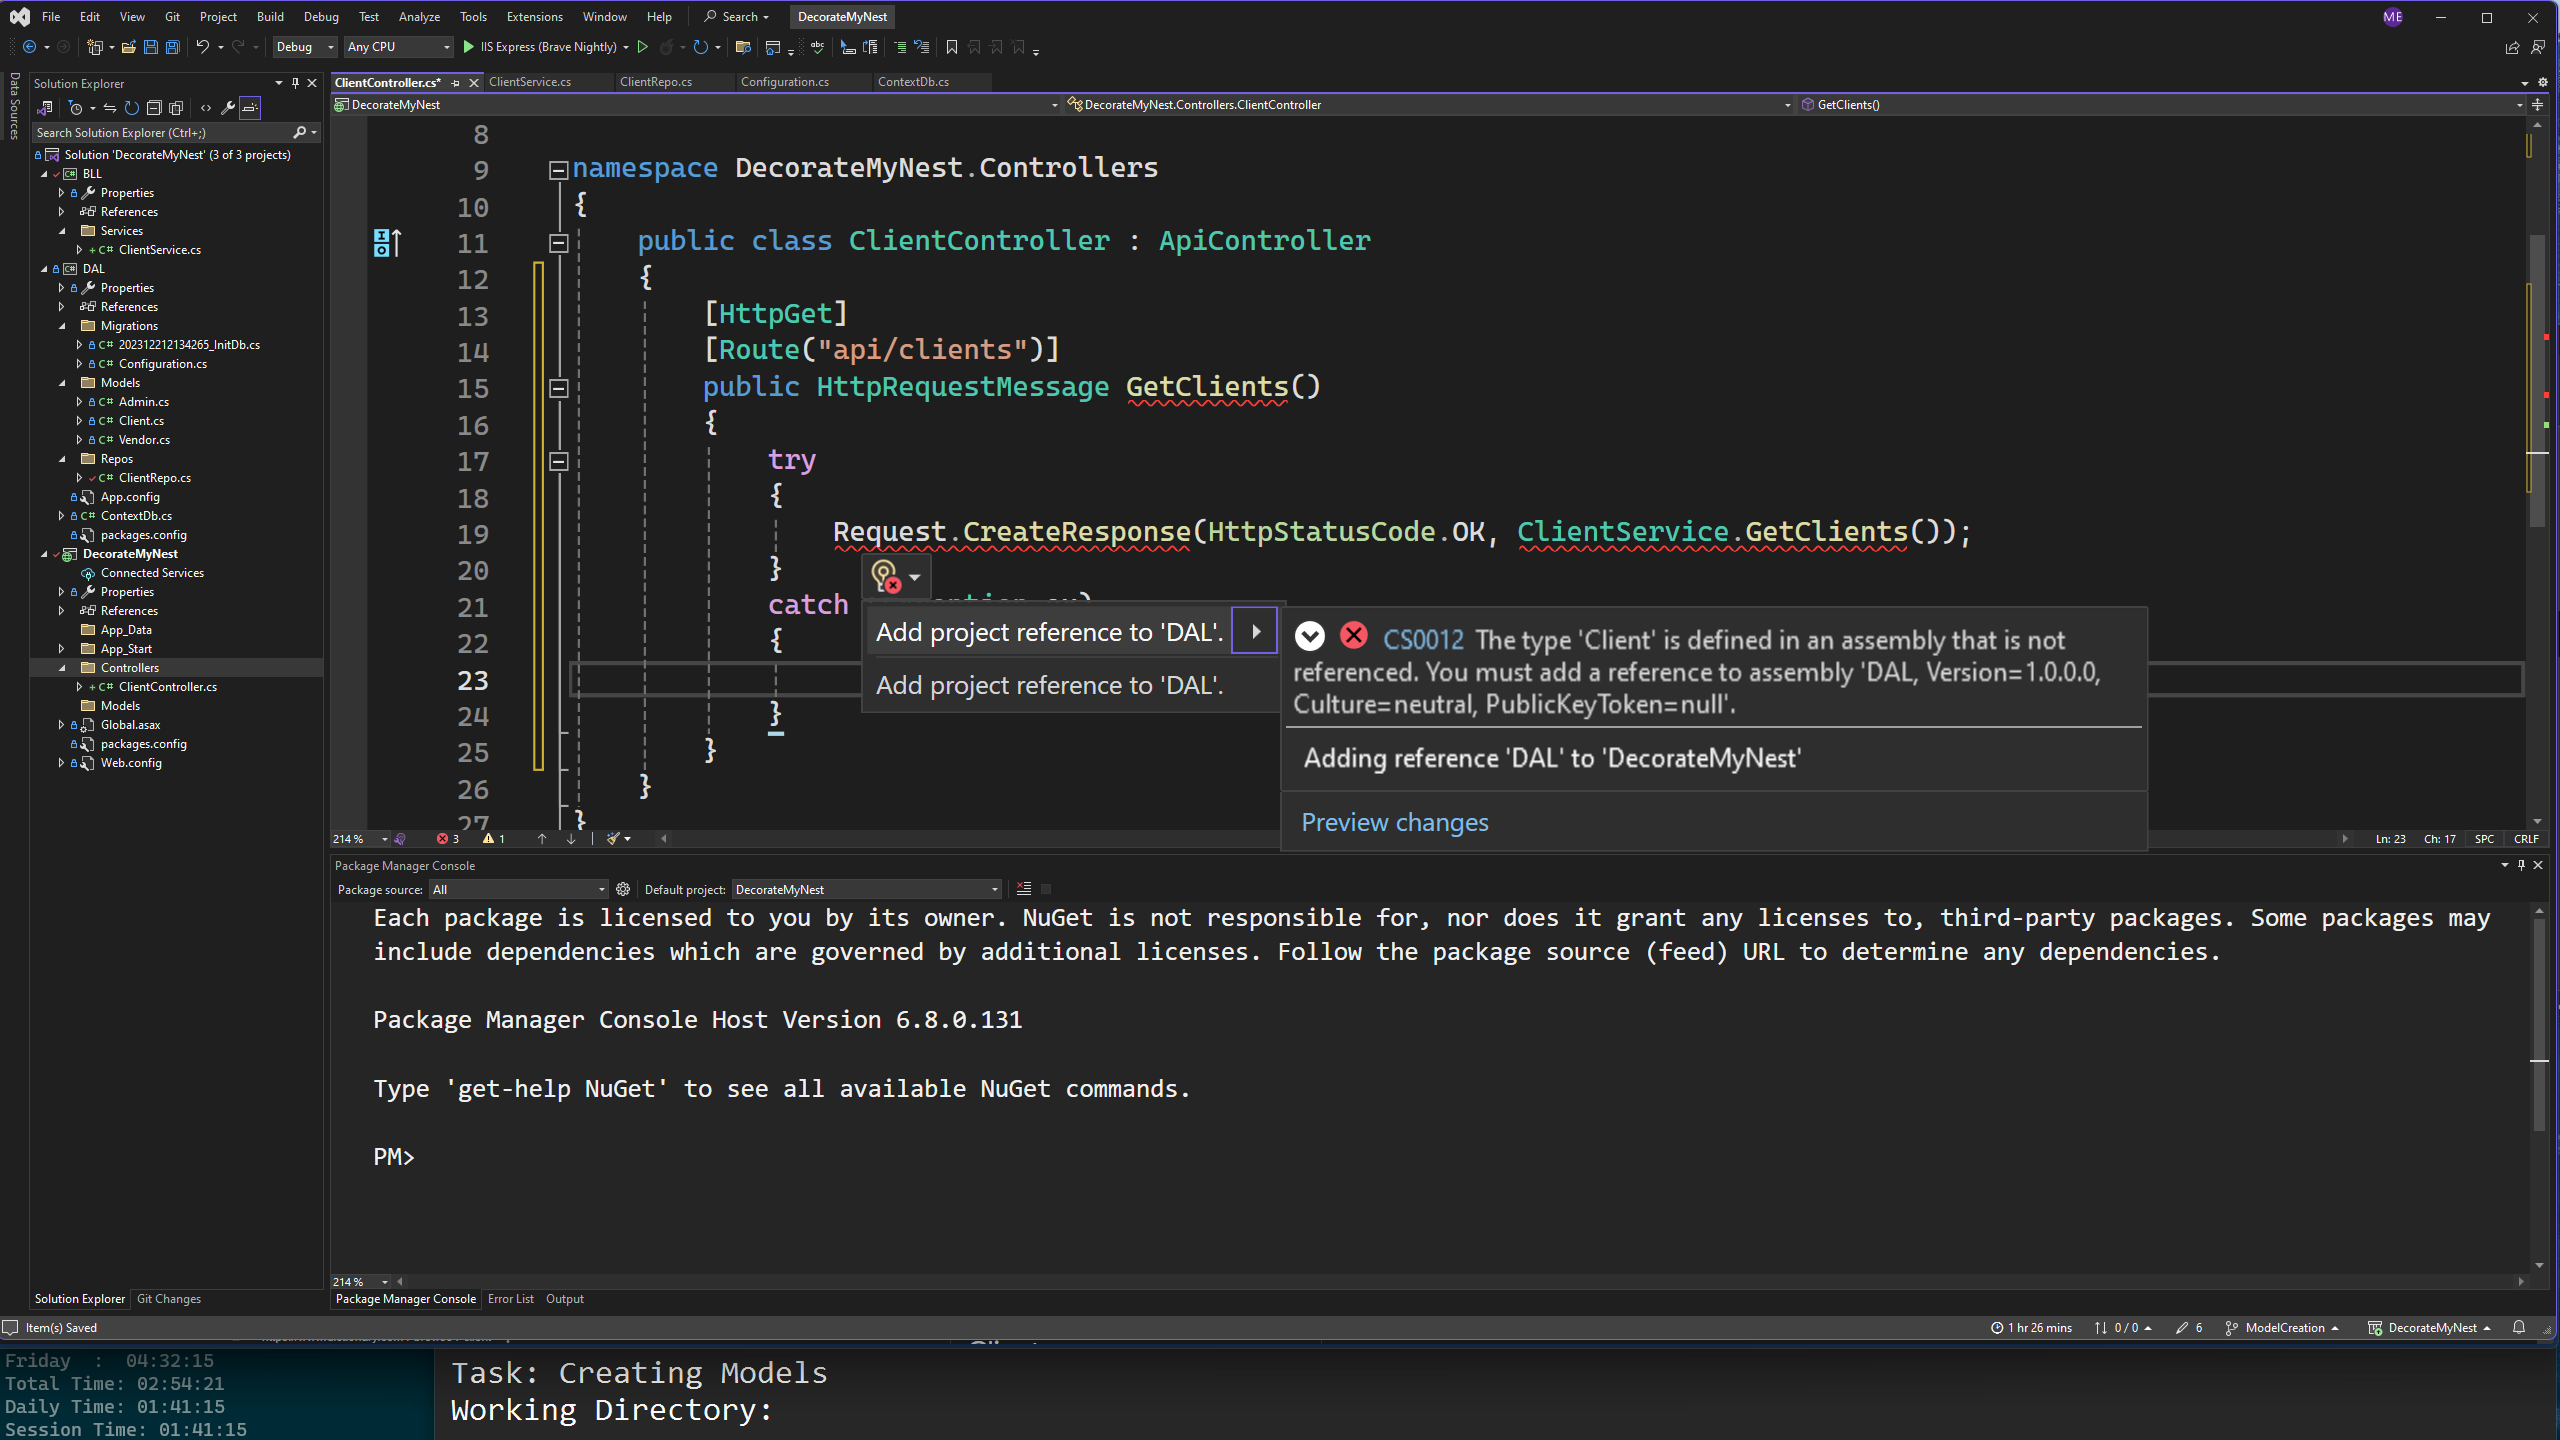 File Edit View Git Project Build Debug Test Analyze Tools Extensions Window Help Search DecorateMyNest ME
Debug Any CPU IIS Express (Brave Nightly)
Data Sources
Solution Explorer
Search Solution Explorer (Ctrl+;)
Solution 'DecorateMyNest' (3 of 3 projects)
BLL
Properties
References
Services
C# ClientService.cs
DAL
Properties
References
Migrations
C# 202312212134265_InitDb.cs
C# Configuration.cs
Models
C# Admin.cs
C# Client.cs
C# Vendor.cs
Repos
C# ClientRepo.cs
App.config
C# ContextDb.cs
packages.config
DecorateMyNest
Connected Services
Properties
References
App_Data
App_Start
Controllers
C# ClientController.cs
Models
Global.asax
packages.config
Web.config
Solution Explorer Git Changes
ClientController.cs* ClientService.cs ClientRepo.cs Configuration.cs ContextDb.cs
DecorateMyNest DecorateMyNest.Controllers.ClientController GetClients()
8
9 namespace DecorateMyNest.Controllers
10 {
11 public class ClientController : ApiController
12 {
13 [HttpGet]
14 [Route("api/clients")]
15 public HttpRequestMessage GetClients()
16 {
17 try
18 {
19 Request.CreateResponse(HttpStatusCode.OK, ClientService.GetClients());
20 }
21 catch
22 {
23
24 }
25 }
26 }
27 }
Add project reference to 'DAL'.
Add project reference to 'DAL'.
CS0012 The type 'Client' is defined in an assembly that is not
referenced. You must add a reference to assembly 'DAL, Version=1.0.0.0,
Culture=neutral, PublicKeyToken=null'.
Adding reference 'DAL' to 'DecorateMyNest'
Preview changes
214 % 3 1 Ln: 23 Ch: 17 SPC CRLF
Package Manager Console
Package source: All Default project: DecorateMyNest
Each package is licensed to you by its owner. NuGet is not responsible for, nor does it grant any licenses to, third-party packages. Some packages may
include dependencies which are governed by additional licenses. Follow the package source (feed) URL to determine any dependencies.
Package Manager Console Host Version 6.8.0.131
Type 'get-help NuGet' to see all available NuGet commands.
PM>
214 %
Package Manager Console Error List Output
Item(s) Saved 1 hr 26 mins 0 / 0 6 ModelCreation DecorateMyNest
Friday : 04:32:15
Total Time: 02:54:21
Daily Time: 01:41:15
Session Time: 01:41:15
Task: Creating Models
Working Directory: